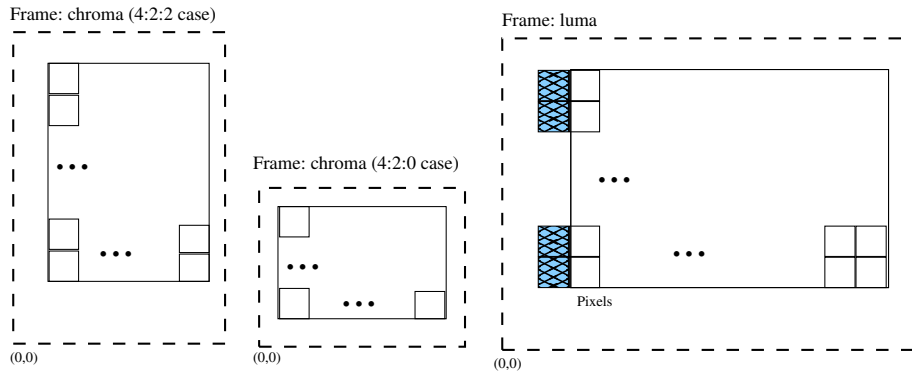 Frame: chroma (4:2:2 case)
Frame: luma
Frame: chroma (4:2:0 case)
Pixels
(0,0)
(0,0)
(0,0)